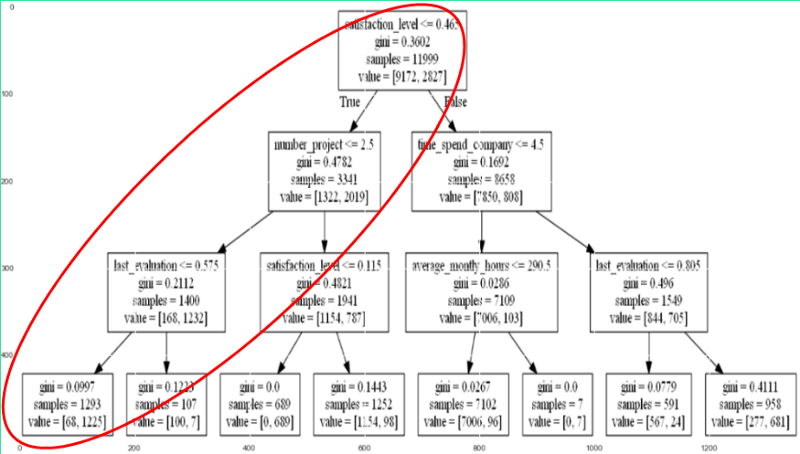 0
satisfaction_level <= 0.465
gini = 0.3602
samples = 11999
value = [9172, 2827]
100
True
False
number_project <= 2.5
gini = 0.4782
samples = 3341
value = [1322, 2019]
time_spend_company <= 4.5
gini = 0.1692
samples = 8658
value = [7850, 808]
200
last_evaluation <= 0.575
gini = 0.2112
samples = 1400
value = [168, 1232]
satisfaction_level <= 0.115
gini = 0.4821
samples = 1941
value = [1154, 787]
average_montly_hours <= 290.5
gini = 0.0286
samples = 7109
value = [7006, 103]
last_evaluation <= 0.805
gini = 0.496
samples = 1549
value = [844, 705]
300
400
gini = 0.0997
samples = 1293
value = [68, 1225]
gini = 0.1223
samples = 107
value = [100, 7]
gini = 0.0
samples = 689
value = [0, 689]
gini = 0.1443
samples = 1252
value = [1154, 98]
gini = 0.0267
samples = 7102
value = [7006, 96]
gini = 0.0
samples = 7
value = [0, 7]
gini = 0.0779
samples = 591
value = [567, 24]
gini = 0.4111
samples = 958
value = [277, 681]
0 200 400 600 800 1000 1200